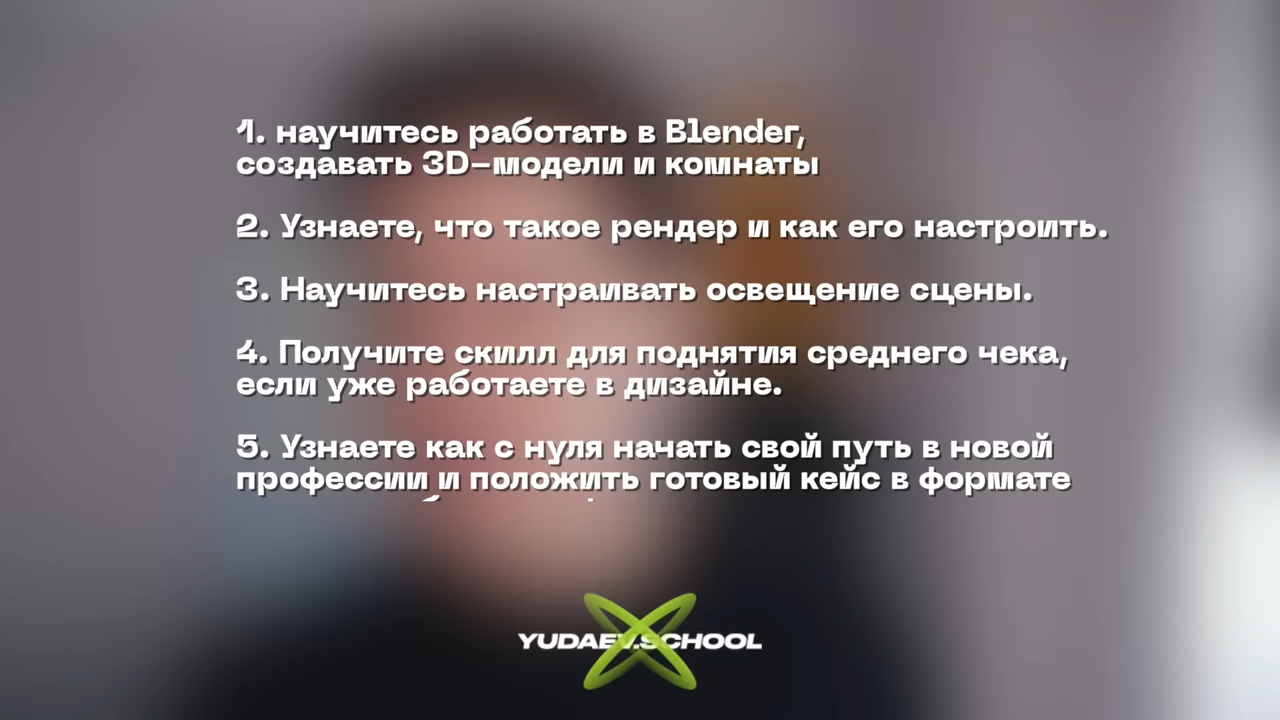 1. научитесь работать в Blender,
создавать 3D-модели и комнаты
2. Узнаете, что такое рендер и как его настроить.
3. Научитесь настраивать освещение сцены.
4. Получите скилл для поднятия среднего чека,
если уже работаете в дизайне.
5. Узнаете как с нуля начать свой путь в новой
профессии и положить готовый кейс в формате
YUDAEV.SCHOOL